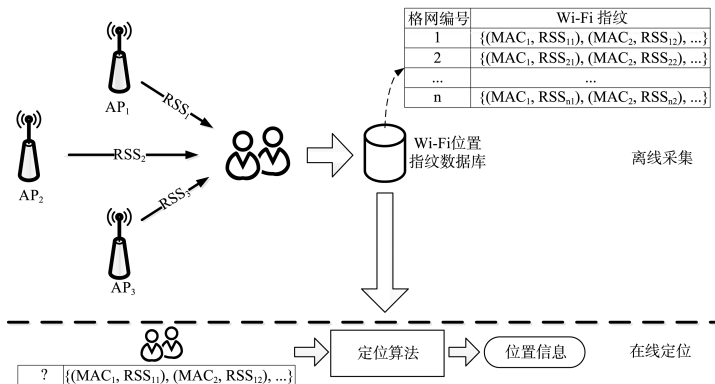 格网编号 Wi-Fi 指纹
1 {(MAC₁, RSS₁₁), (MAC₂, RSS₁₂), ...}
2 {(MAC₁, RSS₂₁), (MAC₂, RSS₂₂), ...}
... ...
n {(MAC₁, RSSₙ₁), (MAC₂, RSSₙ₂), ...}
AP₁
RSS₁
AP₂
RSS₂
RSS₃
AP₃
Wi-Fi位置
指纹数据库
离线采集
定位算法
位置信息
在线定位
? {(MAC₁, RSS₁₁), (MAC₂, RSS₁₂), ...}